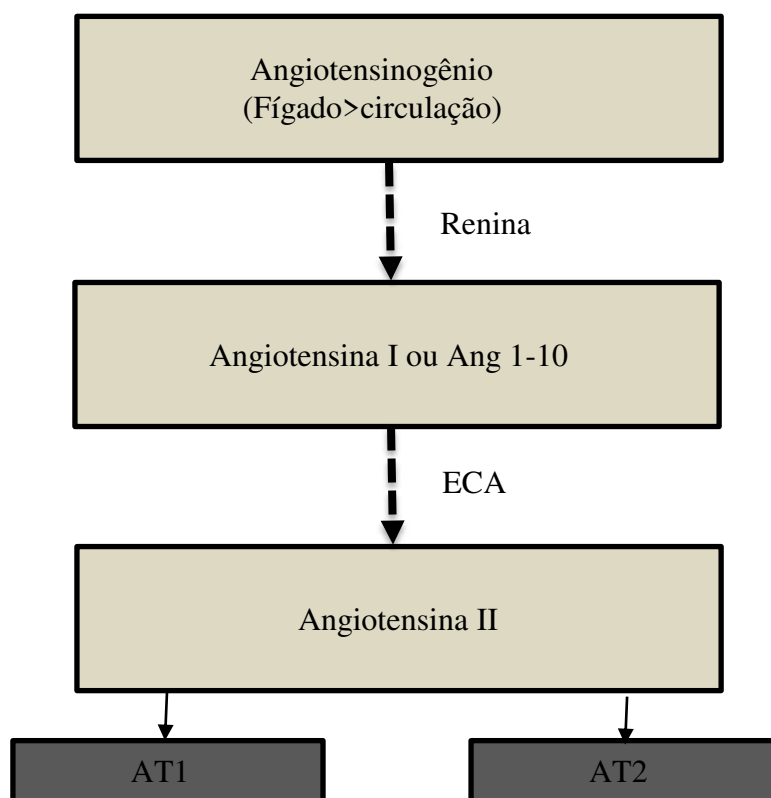 Angiotensinogênio
(Fígado>circulação)
Renina
Angiotensina I ou Ang 1-10
ECA
Angiotensina II
AT1
AT2